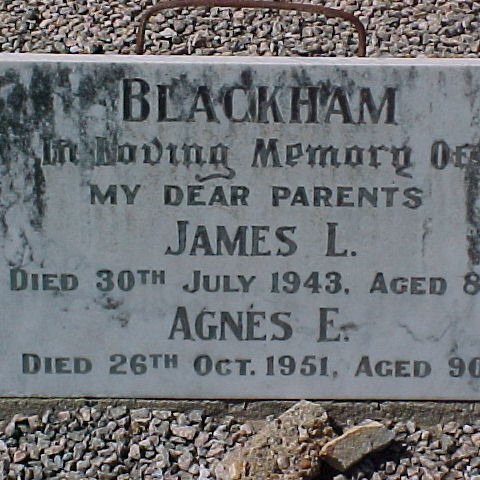 BLACKHAM
In Loving Memory Of
MY DEAR PARENTS
JAMES L.
DIED 30TH JULY 1943, AGED 8
AGNES E.
DIED 26TH OCT. 1951, AGED 90